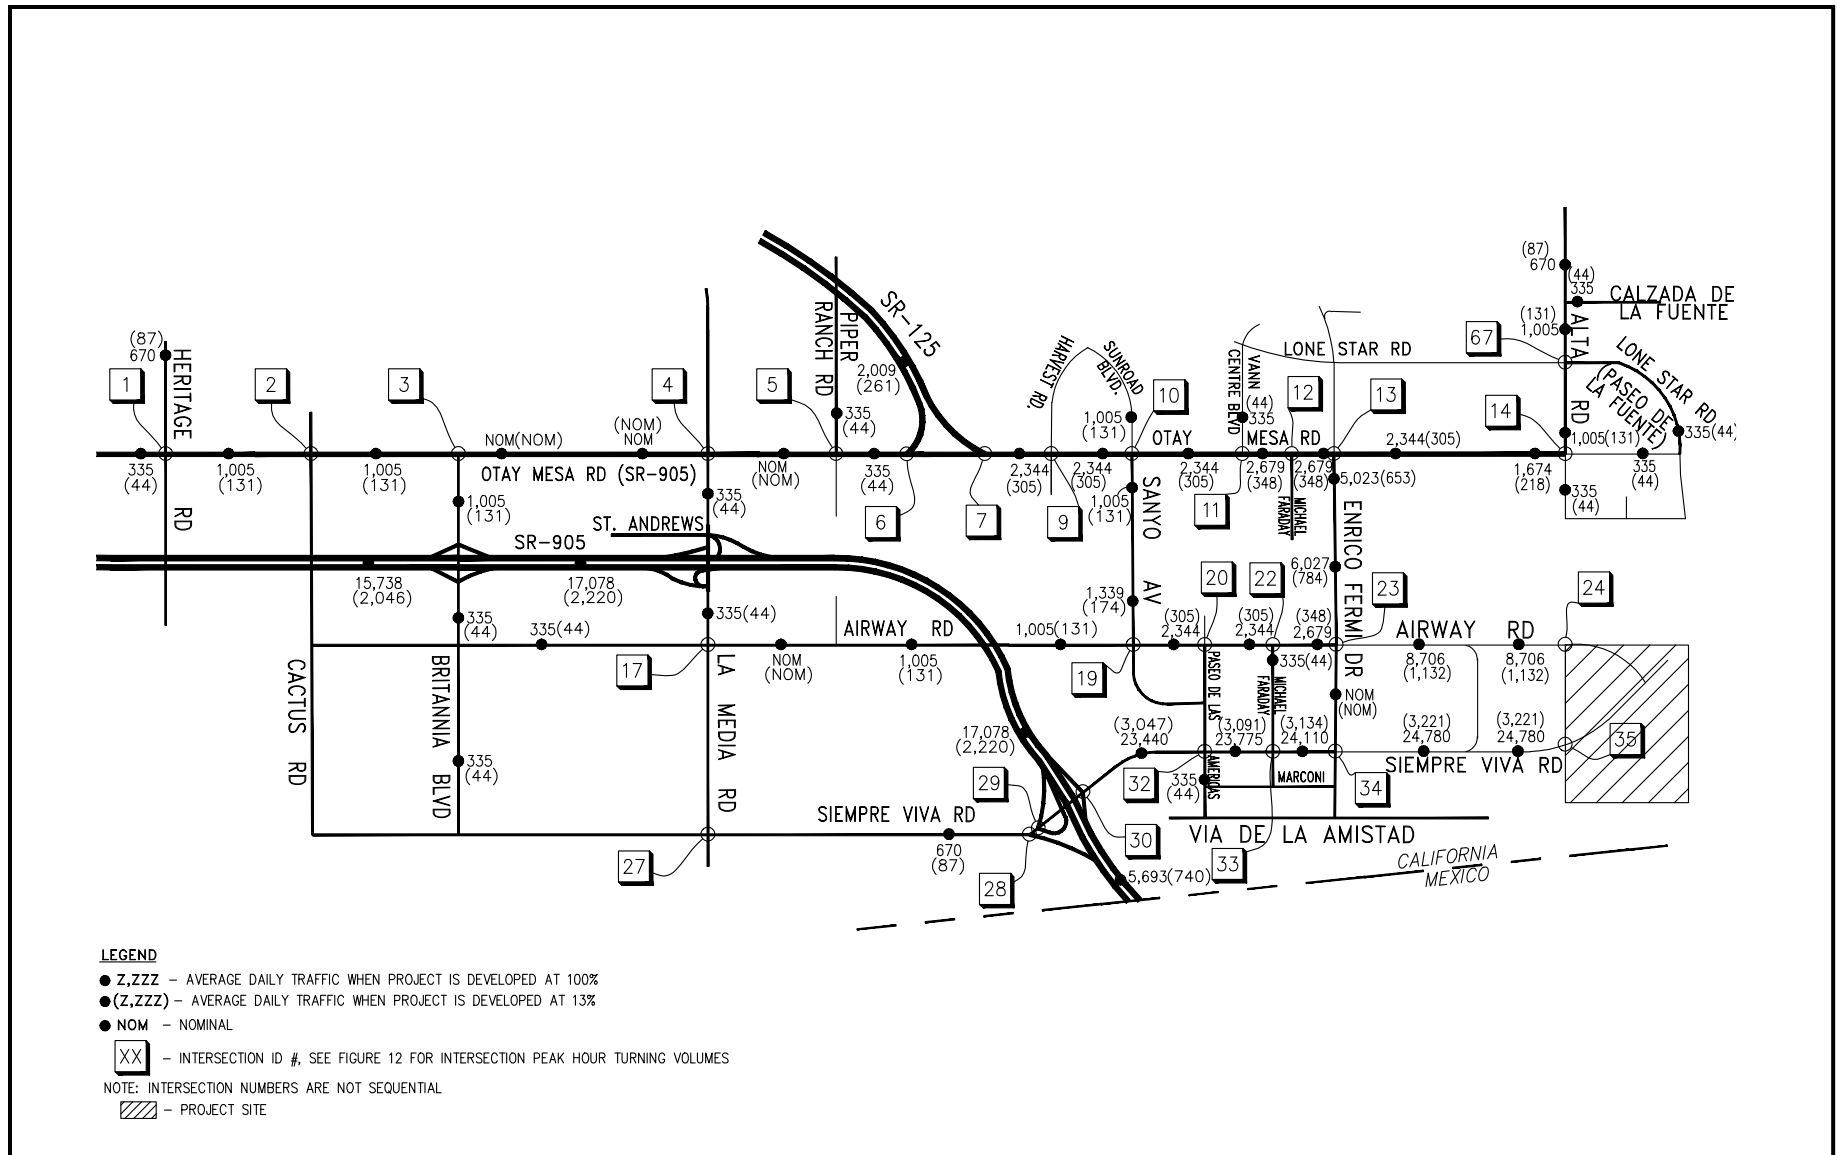 (87)
670
(44)
335
CALZADA DE
LA FUENTE
(131)
1,005
ALTA
RD
67
LONE STAR RD
LONE STAR RD
(PASEO DE
LA FUENTE)
SR-125
PIPER
RANCH RD
2,009
(261)
335
(44)
HARVEST RD.
SUNROAD
BLVD.
1,005
(131)
VANN
CENTRE BLVD
(44)
335
(87)
670
HERITAGE
RD
1
2
3
4
5
10
12
13
14
NOM(NOM)
(NOM)
NOM
OTAY
MESA RD
2,344(305)
1,005(131)
335(44)
335
(44)
1,005
(131)
1,005
(131)
OTAY MESA RD (SR-905)
NOM
(NOM)
335
(44)
2,344
(305)
2,344
(305)
2,344
(305)
2,679
(348)
2,679
(348)
5,023(653)
1,674
(218)
335
(44)
335
(44)
1,005
(131)
335
(44)
6
7
9
11
1,005
(131)
SANYO
AV
MICHAEL
FARADAY
ENRICO FERMI DR
ST. ANDREWS
SR-905
15,738
(2,046)
17,078
(2,220)
6,027
(784)
20
22
23
24
1,339
(174)
335
(44)
335(44)
335(44)
AIRWAY RD
1,005(131)
(305)
2,344
(305)
2,344
(348)
2,679
AIRWAY RD
NOM
(NOM)
1,005
(131)
17
19
8,706
(1,132)
8,706
(1,132)
335(44)
PASEO DE LAS
AMERICAS
MICHAEL
FARADAY
NOM
(NOM)
CACTUS RD
BRITANNIA BLVD
LA MEDIA RD
17,078
(2,220)
(3,047)
23,440
(3,091)
23,775
(3,134)
24,110
(3,221)
24,780
(3,221)
24,780
35
SIEMPRE VIVA RD
335
(44)
29
32
335
(44)
MARCONI
34
SIEMPRE VIVA RD
670
(87)
30
VIA DE LA AMISTAD
27
28
33
5,693(740)
CALIFORNIA
MEXICO
LEGEND
Z,ZZZ - AVERAGE DAILY TRAFFIC WHEN PROJECT IS DEVELOPED AT 100%
(Z,ZZZ) - AVERAGE DAILY TRAFFIC WHEN PROJECT IS DEVELOPED AT 13%
NOM - NOMINAL
XX - INTERSECTION ID #, SEE FIGURE 12 FOR INTERSECTION PEAK HOUR TURNING VOLUMES
NOTE: INTERSECTION NUMBERS ARE NOT SEQUENTIAL
- PROJECT SITE